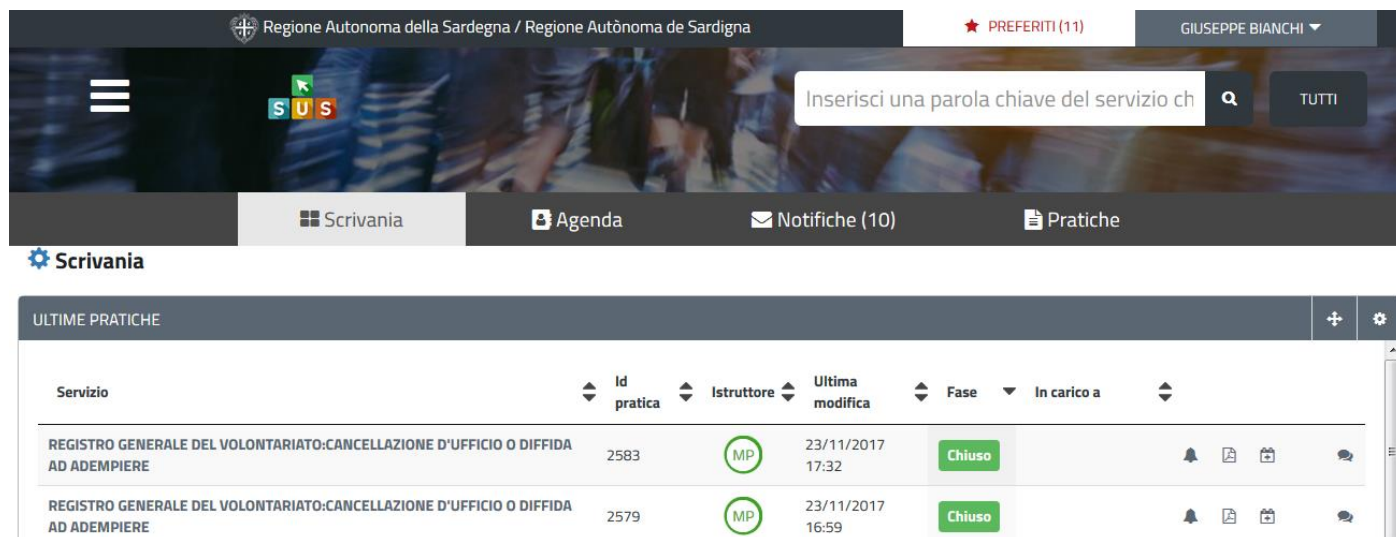 Regione Autonoma della Sardegna / Regione Autònoma de Sardigna
PREFERITI (11)
GIUSEPPE BIANCHI
SUS
Inserisci una parola chiave del servizio ch
TUTTI
Scrivania
Agenda
Notifiche (10)
Pratiche
Scrivania
ULTIME PRATICHE
Servizio
Id
pratica
Istruttore
Ultima
modifica
Fase
In carico a
REGISTRO GENERALE DEL VOLONTARIATO:CANCELLAZIONE D'UFFICIO O DIFFIDA
AD ADEMPIERE
2583
MP
23/11/2017
17:32
Chiuso
REGISTRO GENERALE DEL VOLONTARIATO:CANCELLAZIONE D'UFFICIO O DIFFIDA
AD ADEMPIERE
2579
MP
23/11/2017
16:59
Chiuso